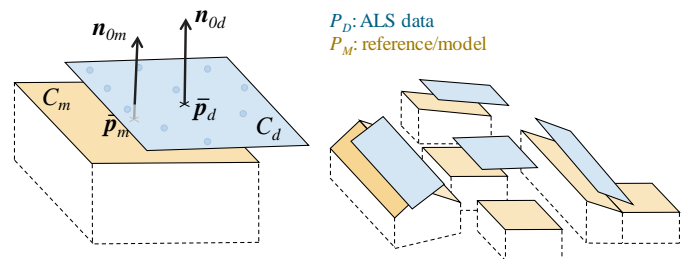 n0m
n0d
PD: ALS data
PM: reference/model
Cm
p̄m
p̄d
Cd